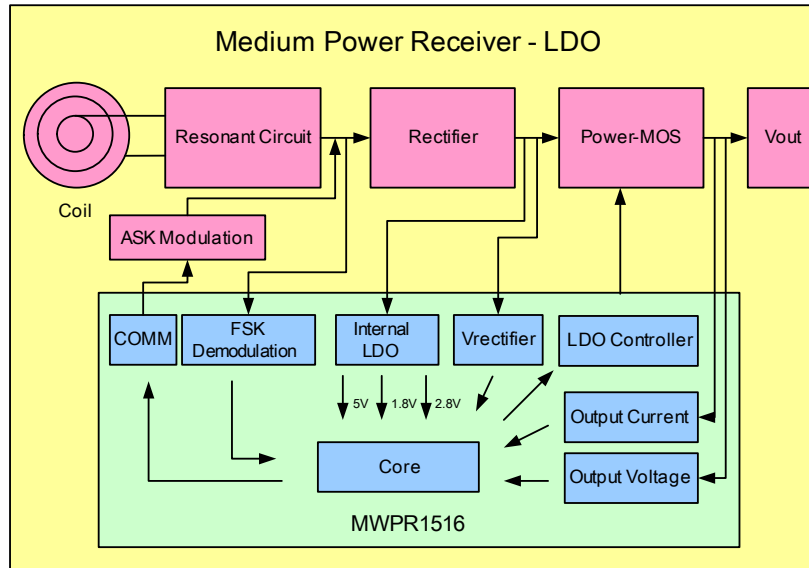 Medium Power Receiver - LDO
Resonant Circuit
Rectifier
Power-MOS
Vout
Coil
ASK Modulation
COMM
FSK
Demodulation
Internal
LDO
Vrectifier
LDO Controller
5V
1.8V
2.8V
Output Current
Core
Output Voltage
MWPR1516